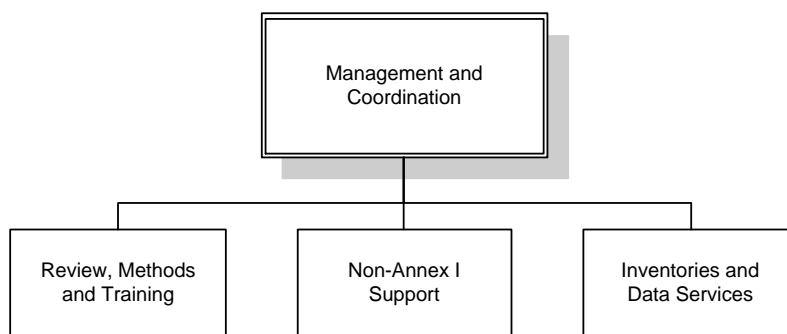 Management and
Coordination
Review, Methods
and Training
Non-Annex I
Support
Inventories and
Data Services